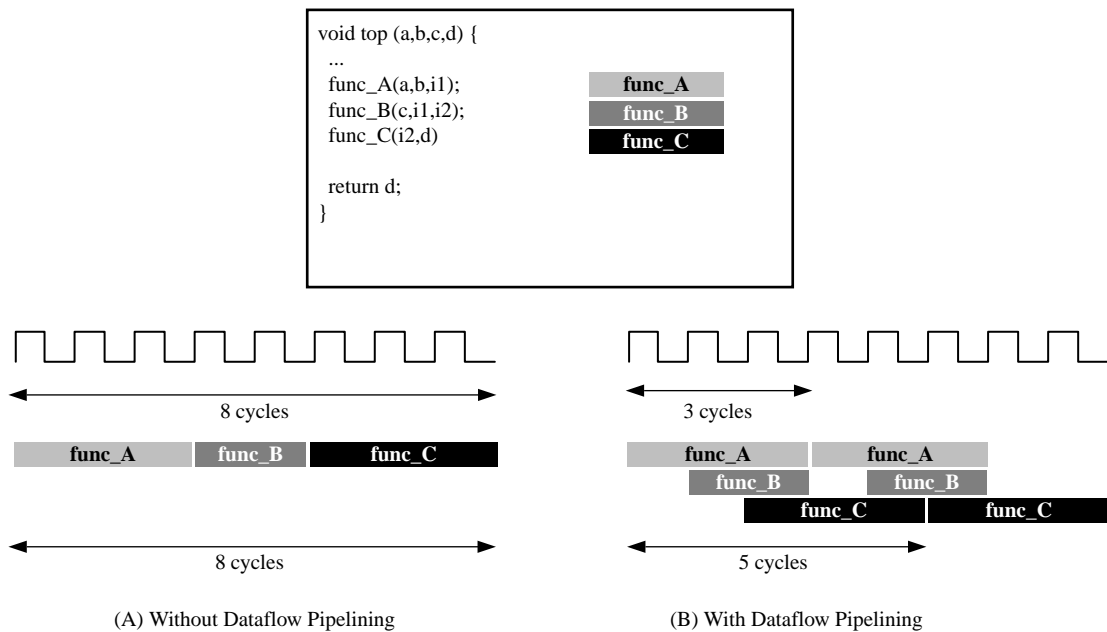 void top (a,b,c,d) {
...
func_A(a,b,i1);
func_B(c,i1,i2);
func_C(i2,d)
return d;
}
func_A
func_B
func_C
8 cycles
func_A func_B func_C
8 cycles
(A) Without Dataflow Pipelining
3 cycles
func_A func_A
func_B func_B
func_C func_C
5 cycles
(B) With Dataflow Pipelining